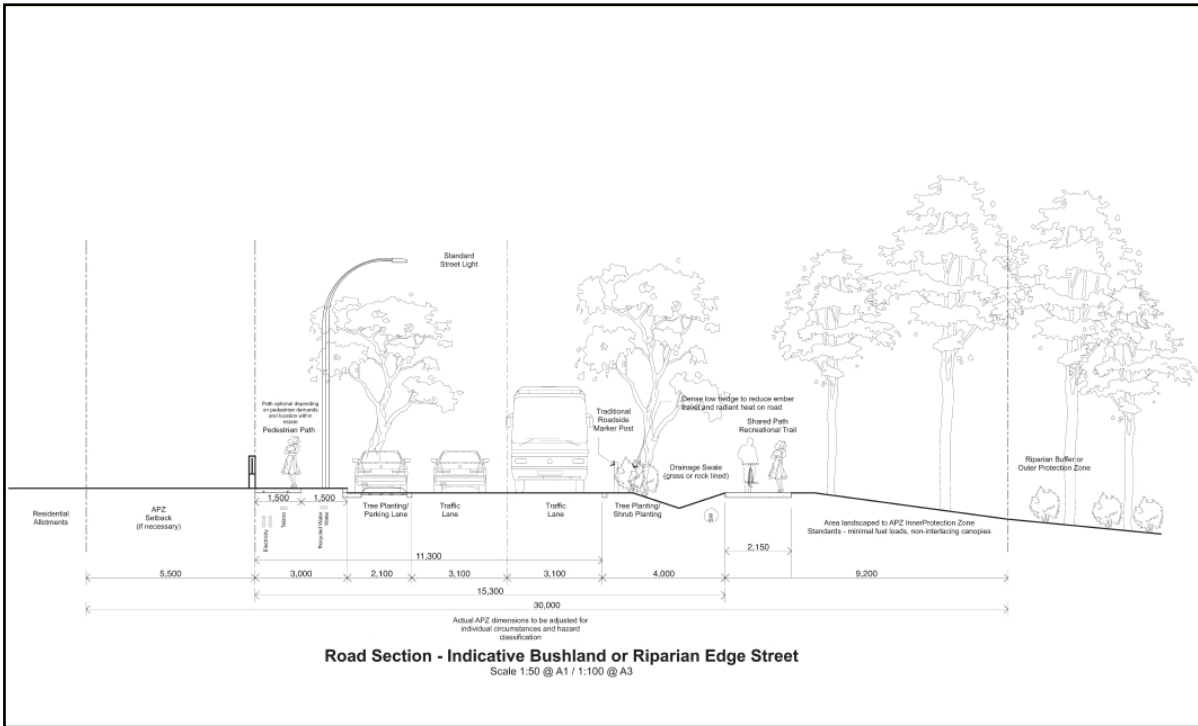 Standard
Street Light
Path optional depending
on pedestrian demands
and location within
estate
Pedestrian Path
Traditional
Roadside
Marker Post
Dense low hedge to reduce ember
travel and radiant heat on road
Shared Path
Recreational Trail
Drainage Swale
(grass or rock lined)
Riparian Buffer or
Outer Protection Zone
Residential
Allotments
APZ
Setback
(if necessary)
1,500
1,500
Electricity
Telstra
Recycled Water
Water
Tree Planting/
Parking Lane
Traffic
Lane
Traffic
Lane
Tree Planting/
Shrub Planting
Area landscaped to APZ InnerProtection Zone
Standards - minimal fuel loads, non-interlacing canopies
11,300
2,150
5,500
3,000
2,100
3,100
3,100
4,000
9,200
15,300
30,000
Actual APZ dimensions to be adjusted for
individual circumstances and hazard
classification
Road Section - Indicative Bushland or Riparian Edge Street
Scale 1:50 @ A1 / 1:100 @ A3